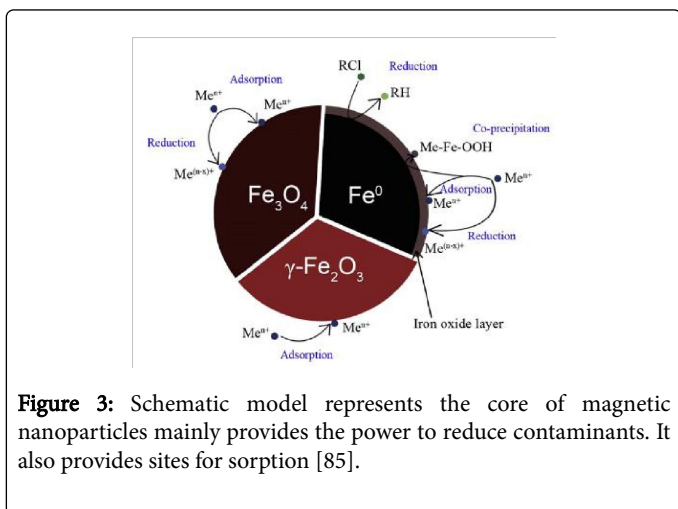 RCl
Reduction
RH
Adsorption
Meⁿ⁺
Meⁿ⁺
Reduction
Me⁽ⁿ⁻ˣ⁾⁺
Co-precipitation
Me-Fe-OOH
Meⁿ⁺
Adsorption
Meⁿ⁺
Reduction
Me⁽ⁿ⁻ˣ⁾⁺
Fe₃O₄
Fe⁰
γ-Fe₂O₃
Iron oxide layer
Meⁿ⁺
Meⁿ⁺
Adsorption
Figure 3: Schematic model represents the core of magnetic
nanoparticles mainly provides the power to reduce contaminants. It
also provides sites for sorption [85].